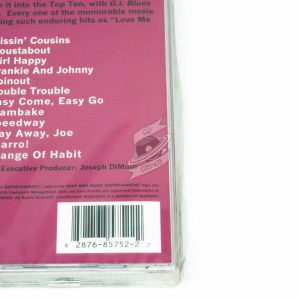 it into the Top Ten, with G.I. Blues
. Every one of the memorable movie
ing such enduring hits as "Love Me
issin' Cousins
oustabout
irl Happy
rankie And Johnny
pinout
ouble Trouble
asy Come, Easy Go
ambake
peedway
ay Away, Joe
arro!
ange Of Habit
Executive Producer: Joseph DiMuro
8 2876-85752-2 2